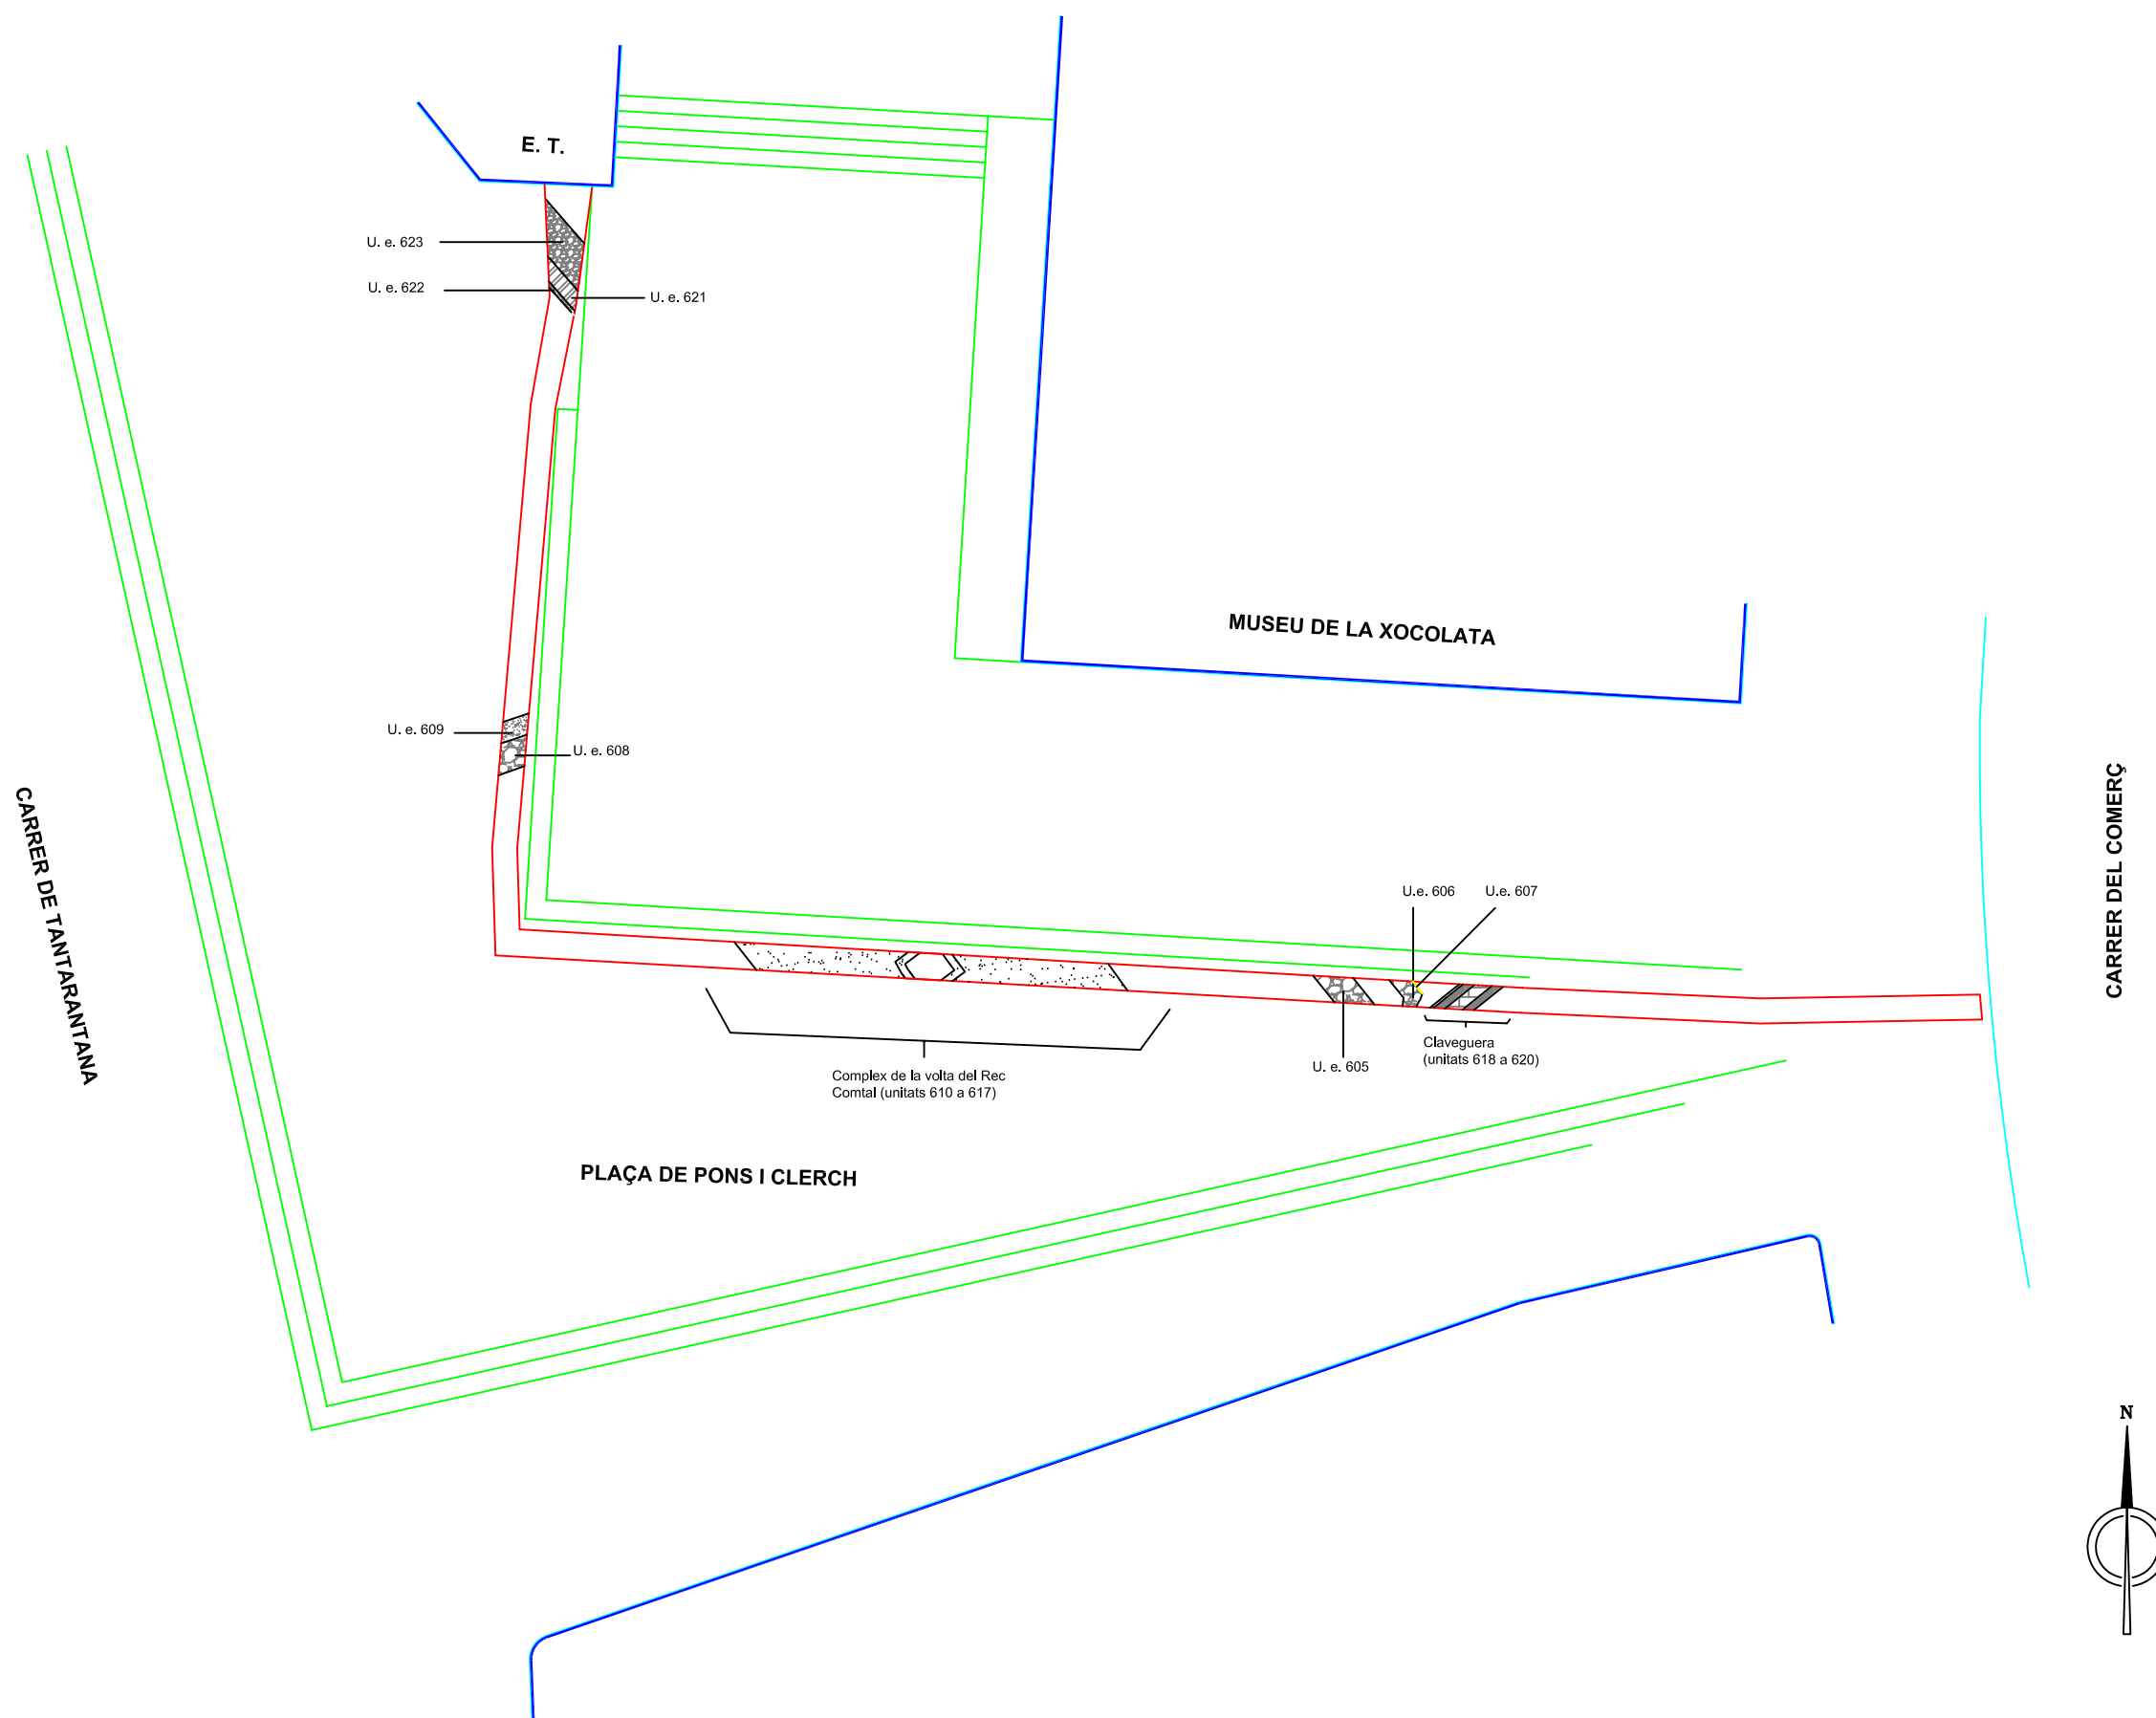 E. T.
U. e. 623
U. e. 622
U. e. 621
MUSEU DE LA XOCOLATA
U. e. 609
U. e. 608
CARRER DE TANTARANTANA
CARRER DEL COMERÇ
U.e. 606
U.e. 607
Claveguera
(unitats 618 a 620)
U. e. 605
Complex de la volta del Rec
Comtal (unitats 610 a 617)
PLAÇA DE PONS I CLERCH
N